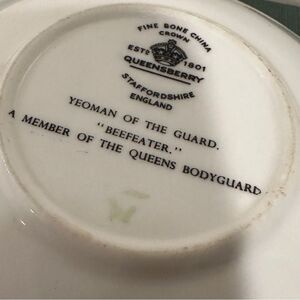 FINE BONE CHINA
CROWN
ESTD 1801
QUEENSBERRY
STAFFORDSHIRE
ENGLAND
YEOMAN OF THE GUARD.
"BEEFEATER."
A MEMBER OF THE QUEENS BODYGUARD